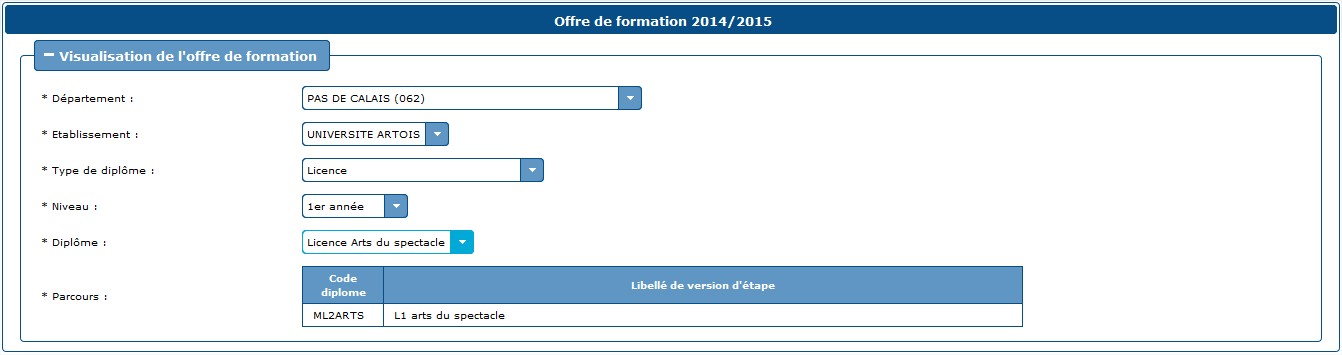 Offre de formation 2014/2015
Visualisation de l'offre de formation
* Département : PAS DE CALAIS (062)
* Etablissement : UNIVERSITE ARTOIS
* Type de diplôme : Licence
* Niveau : 1er année
* Diplôme : Licence Arts du spectacle
* Parcours :
Code diplome Libellé de version d'étape
ML2ARTS L1 arts du spectacle